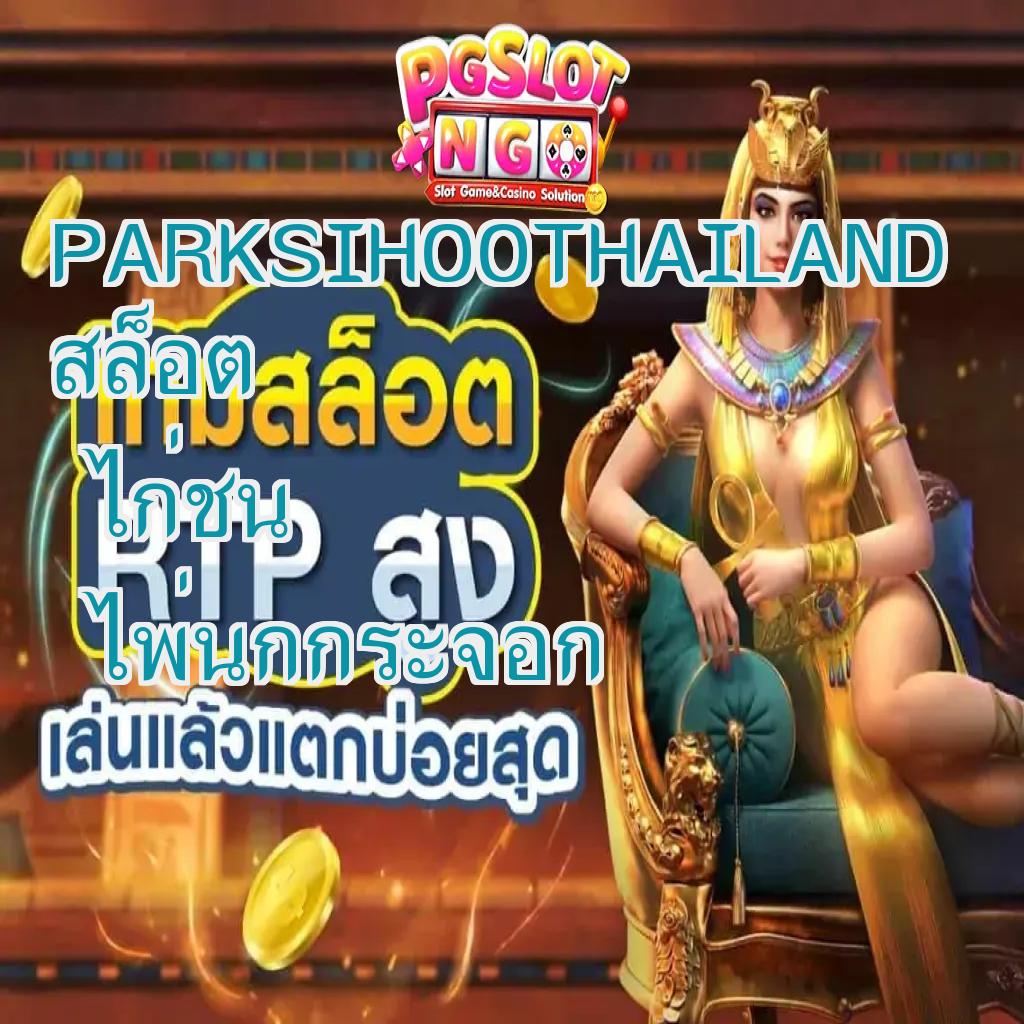 PGSLOT
NGO
Slot Game&Casino Solution
PARKSIHOOTHAILAND
สล็อต
เกมสล็อต
ไก่ชน
RTP สูง
ไพ่นกกระจอก
เล่นแล้วแตกบ่อยสุด